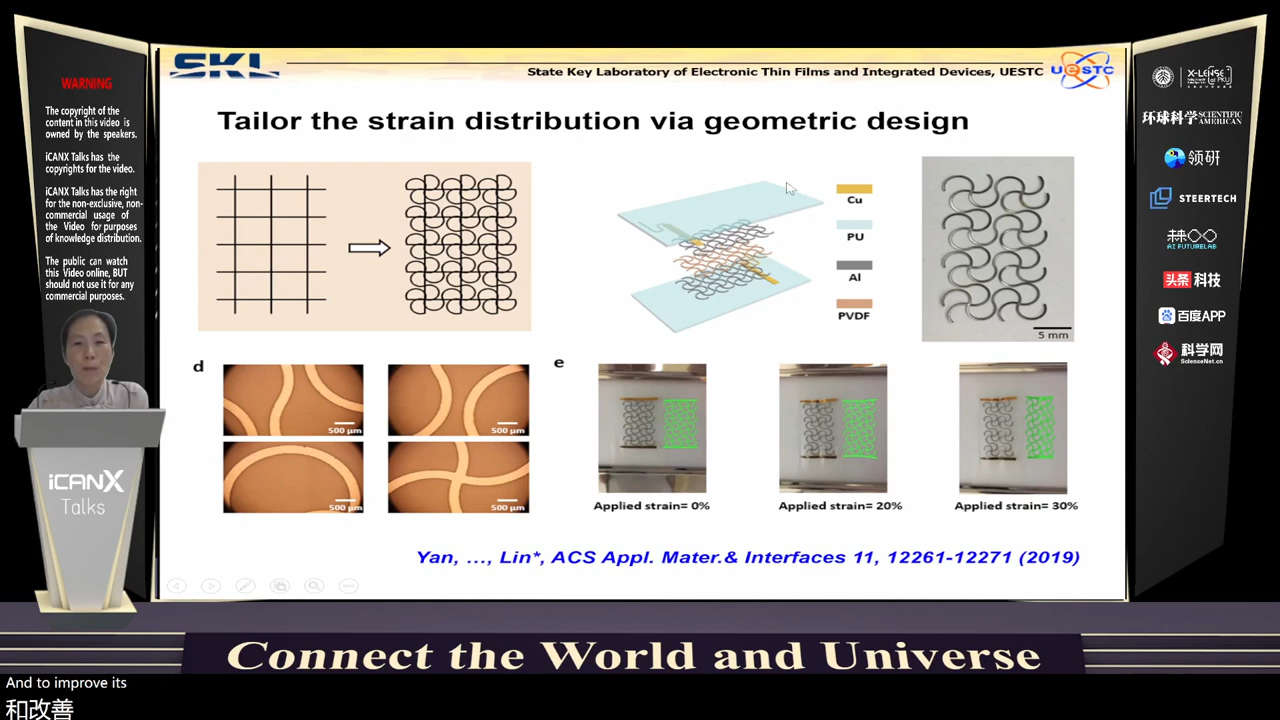 WARNING
The copyright of the
content in this video is
owned by the speakers.
iCANX Talks has the
copyrights for the video.
iCANX Talks has the right
for the non-exclusive, non-
commercial usage of
the Video for purposes
of knowledge distribution.
The public can watch
this Video online, BUT
should not use it for any
commercial purposes.
iCANX
Talks
SKL
State Key Laboratory of Electronic Thin Films and Integrated Devices, UESTC
UESTC
Tailor the strain distribution via geometric design
Cu
PU
Al
PVDF
5 mm
d
500 µm
500 µm
500 µm
500 µm
e
Applied strain= 0%
Applied strain= 20%
Applied strain= 30%
Yan, ..., Lin*, ACS Appl. Mater.& Interfaces 11, 12261-12271 (2019)
X-LENSE
环球科学 SCIENTIFIC
AMERICAN
领研
STEERTECH
AI FUTURELAB
头条 科技
百度APP
科学网
ScienceNet.cn
Connect the World and Universe
And to improve its
和改善